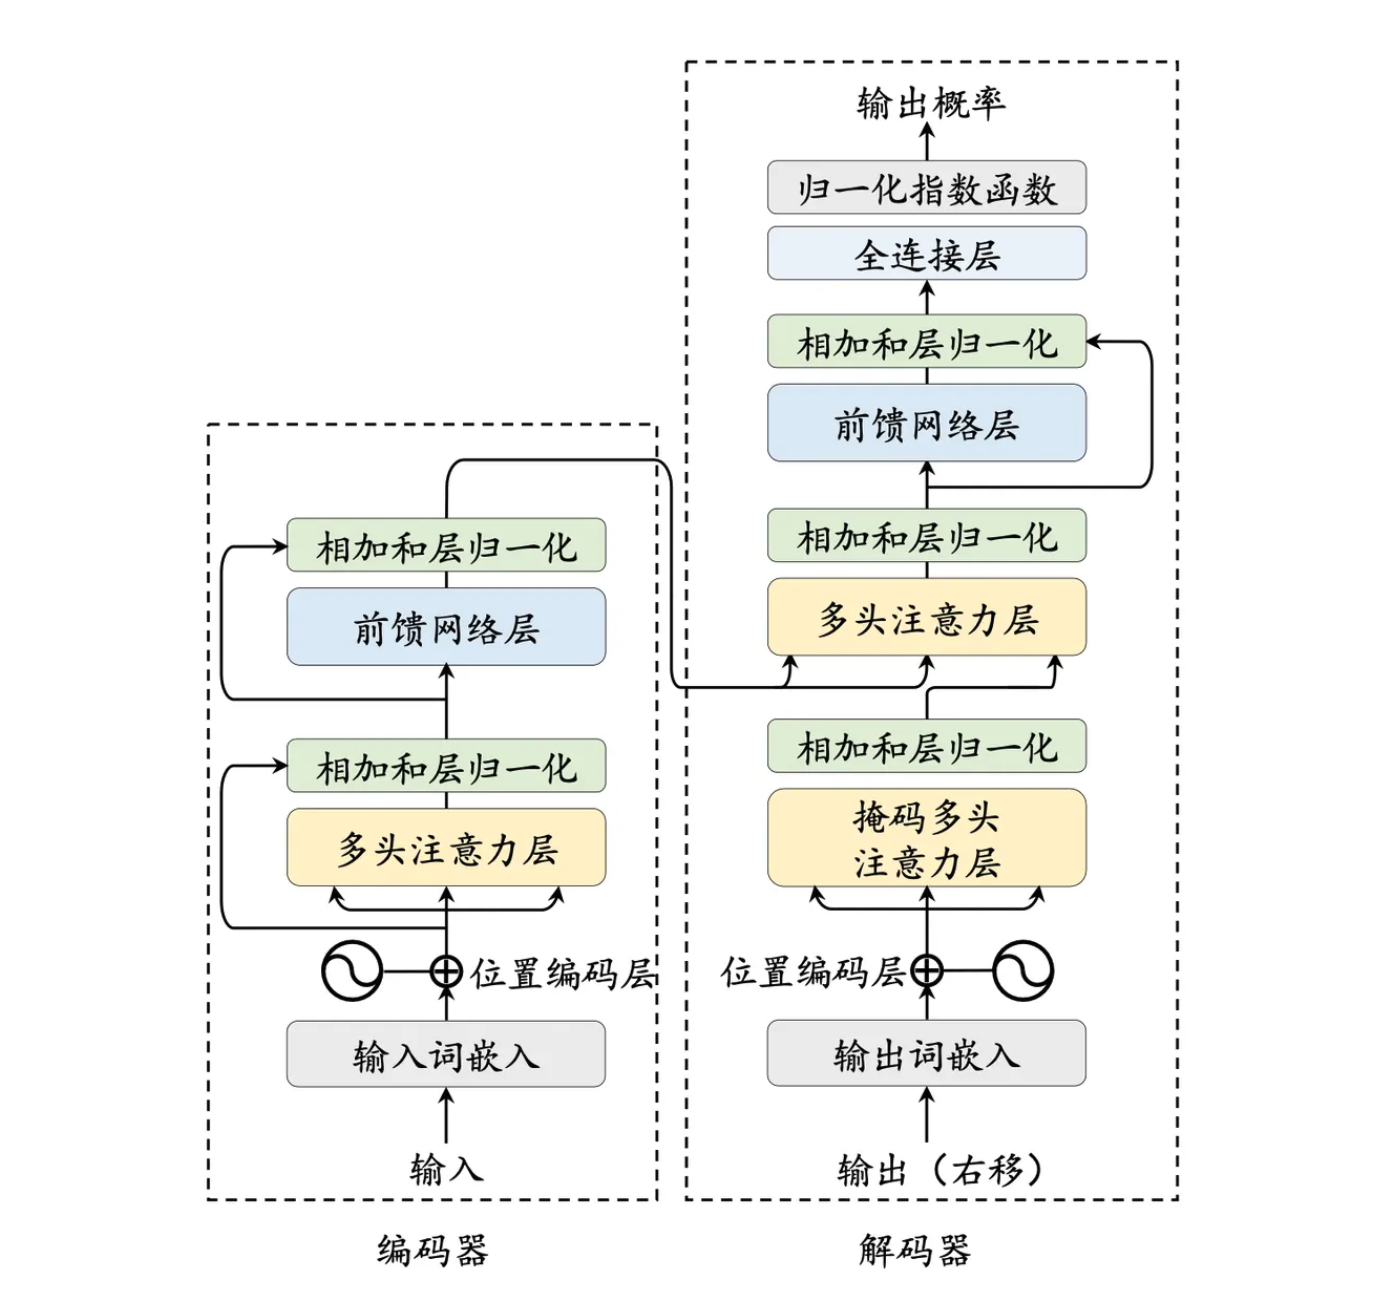 输出概率
归一化指数函数
全连接层
相加和层归一化
前馈网络层
相加和层归一化
多头注意力层
相加和层归一化
掩码多头
注意力层
位置编码层
输出词嵌入
输出（右移）
解码器
相加和层归一化
前馈网络层
相加和层归一化
多头注意力层
位置编码层
输入词嵌入
输入
编码器